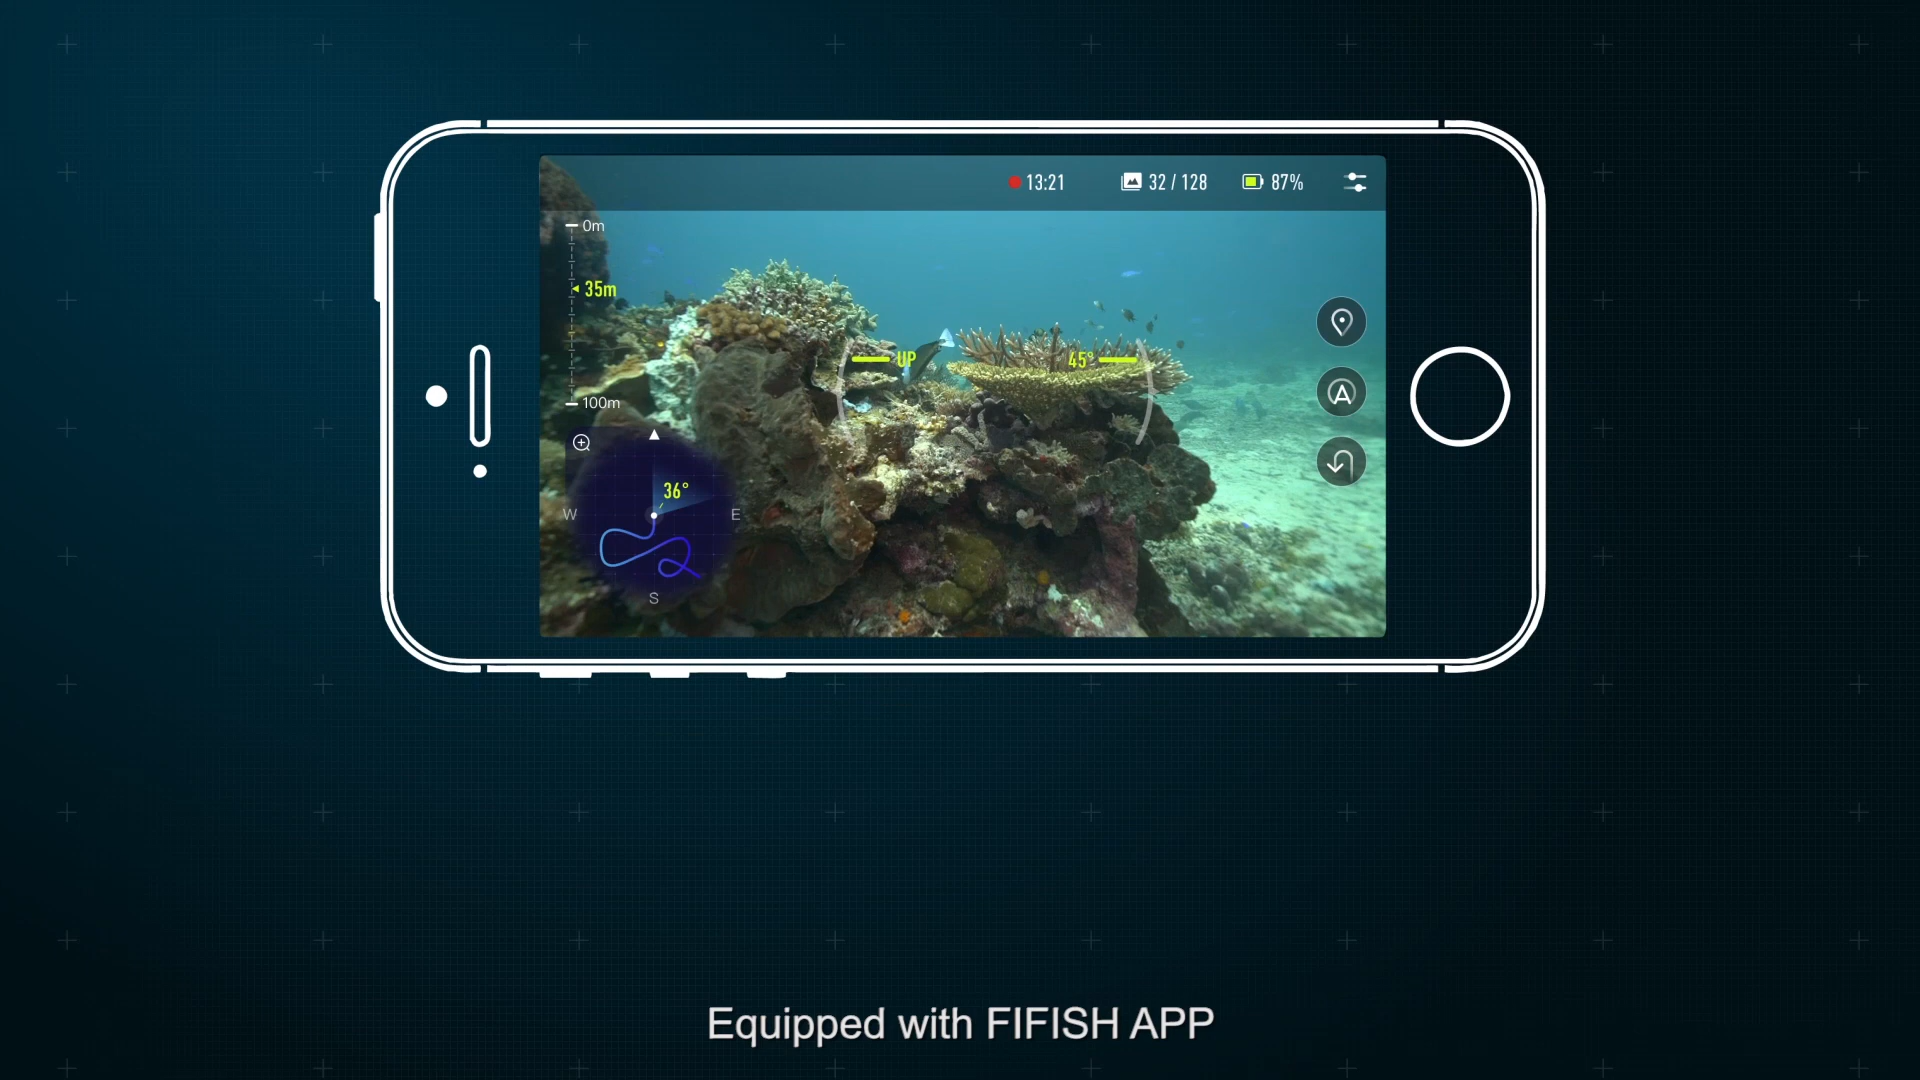 13:21
32 / 128
87%
0m
35m
UP
45°
100m
36°
W
E
S
A
Equipped with FIFISH APP